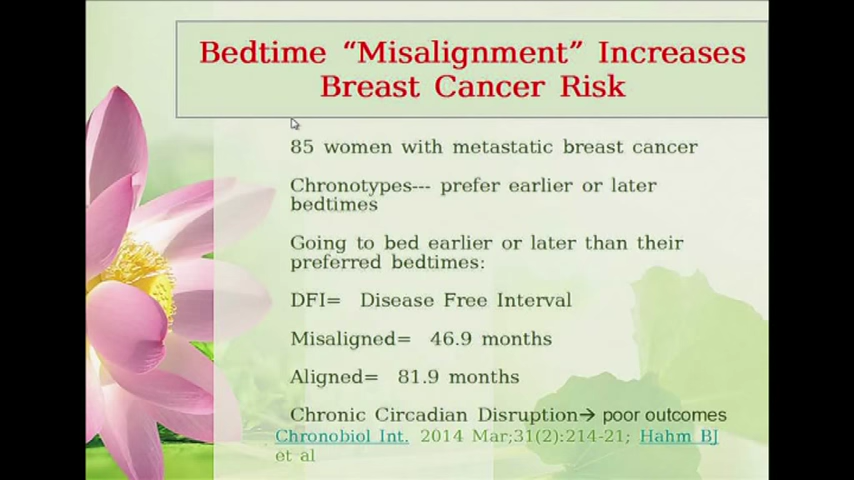 Bedtime “Misalignment” Increases
Breast Cancer Risk
85 women with metastatic breast cancer
Chronotypes--- prefer earlier or later
bedtimes
Going to bed earlier or later than their
preferred bedtimes:
DFI= Disease Free Interval
Misaligned= 46.9 months
Aligned= 81.9 months
Chronic Circadian Disruption→ poor outcomes
Chronobiol Int. 2014 Mar;31(2):214-21; Hahm BJ
et al